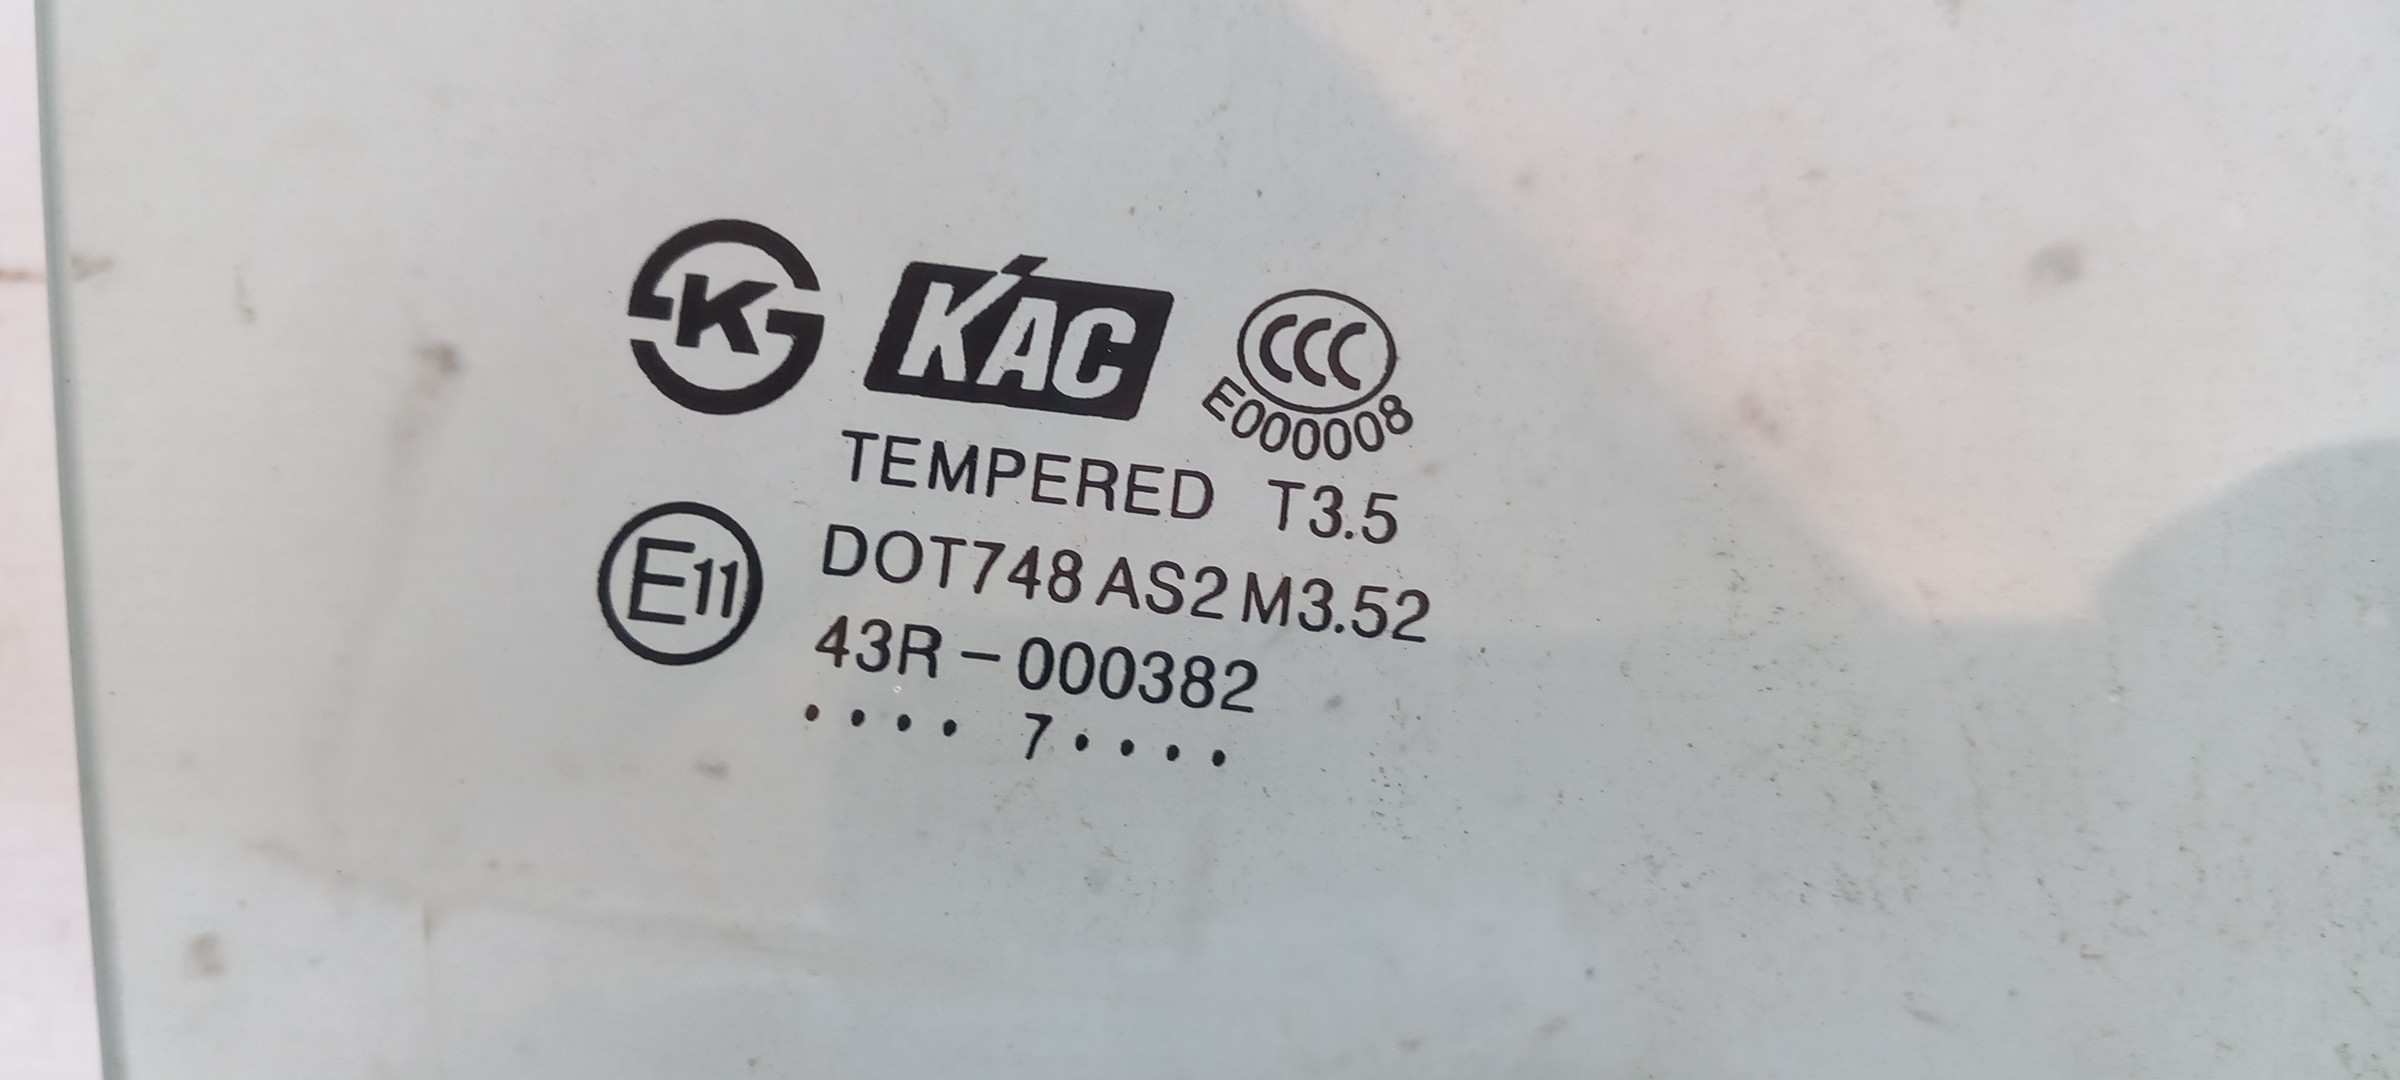 K KAC CCC
E000008
TEMPERED T3.5
E11 DOT748 AS2 M3.52
43R-000382
•••• 7 ••••